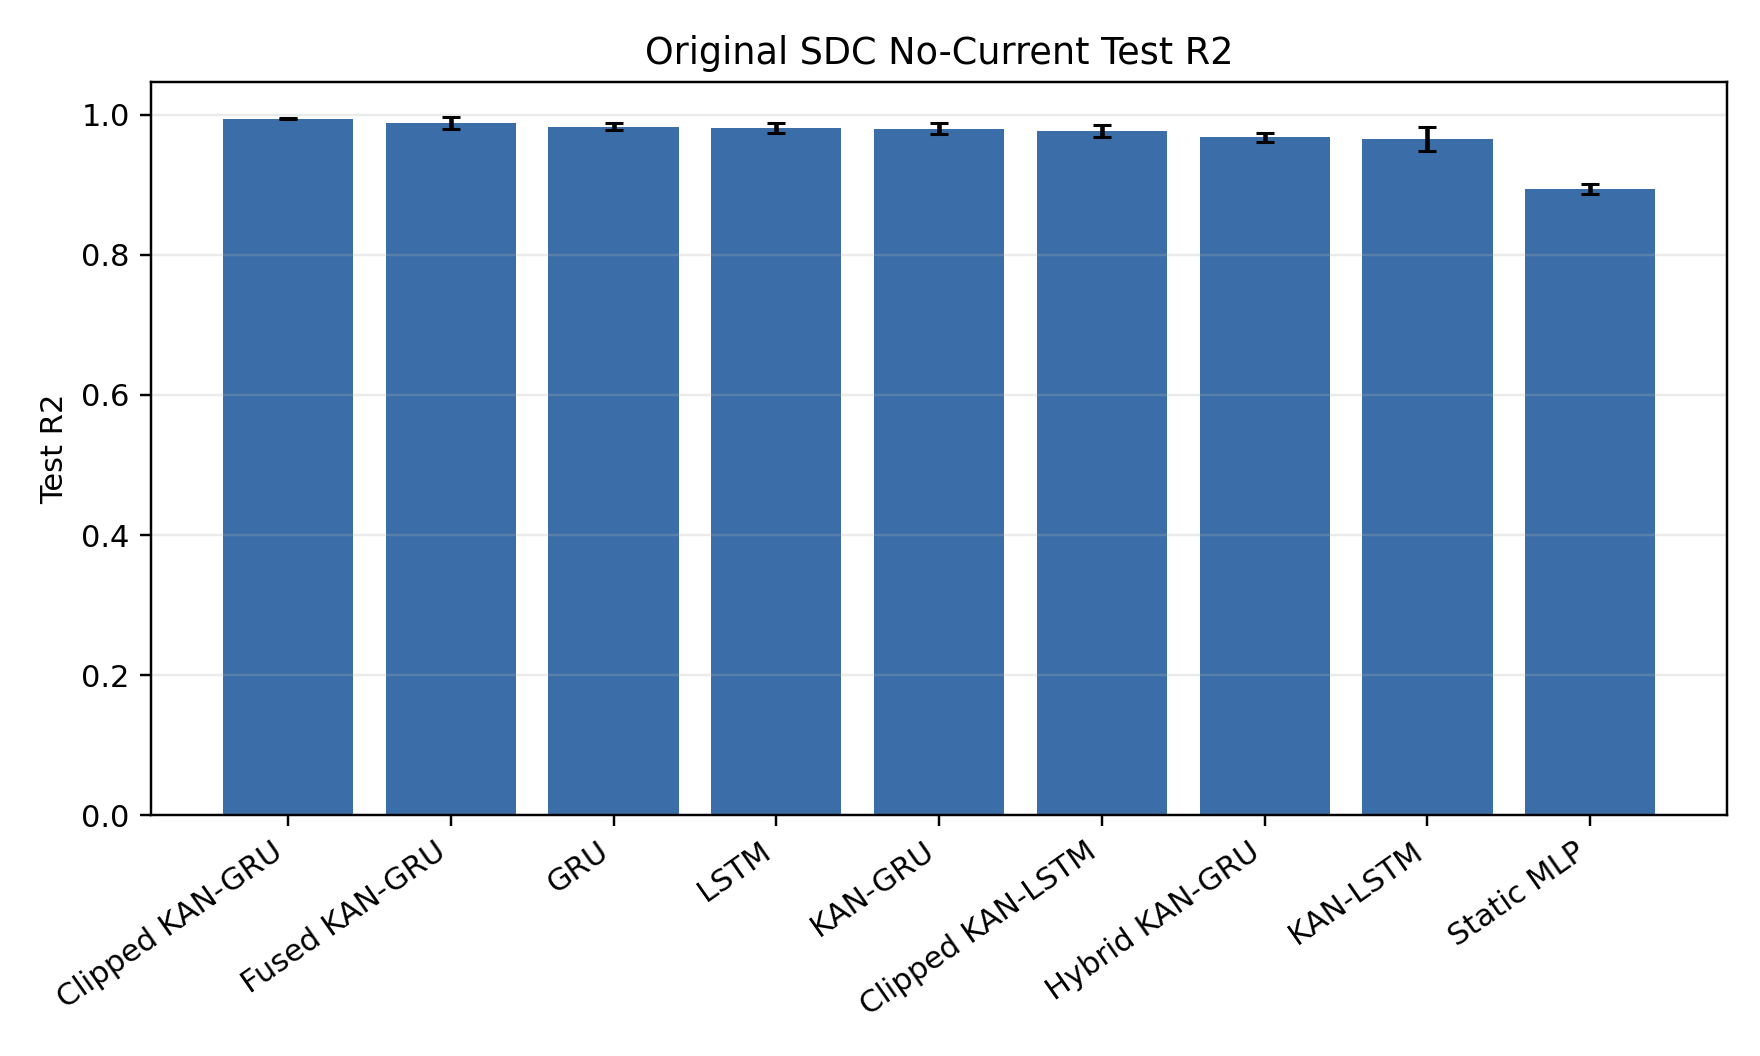 Original SDC No-Current Test R2
Test R2
1.0
0.8
0.6
0.4
0.2
0.0
Clipped KAN-GRU
Fused KAN-GRU
GRU
LSTM
KAN-GRU
Clipped KAN-LSTM
Hybrid KAN-GRU
KAN-LSTM
Static MLP